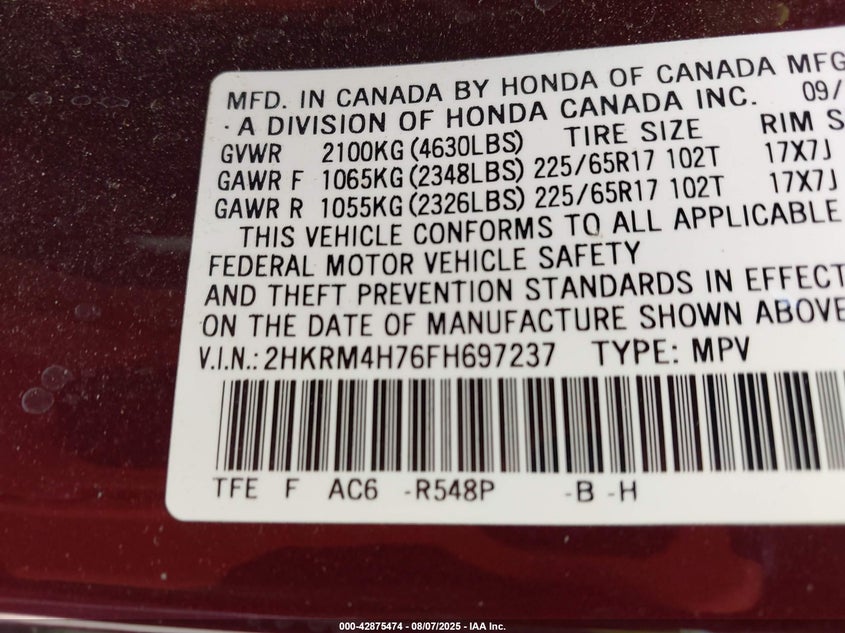 MFD. IN CANADA BY HONDA OF CANADA MFG
A DIVISION OF HONDA CANADA INC. 09/
TIRE SIZE RIM S
GVWR 2100KG (4630LBS)
GAWR F 1065KG (2348LBS) 225/65R17 102T 17X7J
GAWR R 1055KG (2326LBS) 225/65R17 102T 17X7J
THIS VEHICLE CONFORMS TO ALL APPLICABLE
FEDERAL MOTOR VEHICLE SAFETY
AND THEFT PREVENTION STANDARDS IN EFFECT
ON THE DATE OF MANUFACTURE SHOWN ABOVE
V.I.N.: 2HKRM4H76FH697237 TYPE: MPV
TFE F AC6 -R548P -B -H
000-42875474 - 08/07/2025 - IAA Inc.